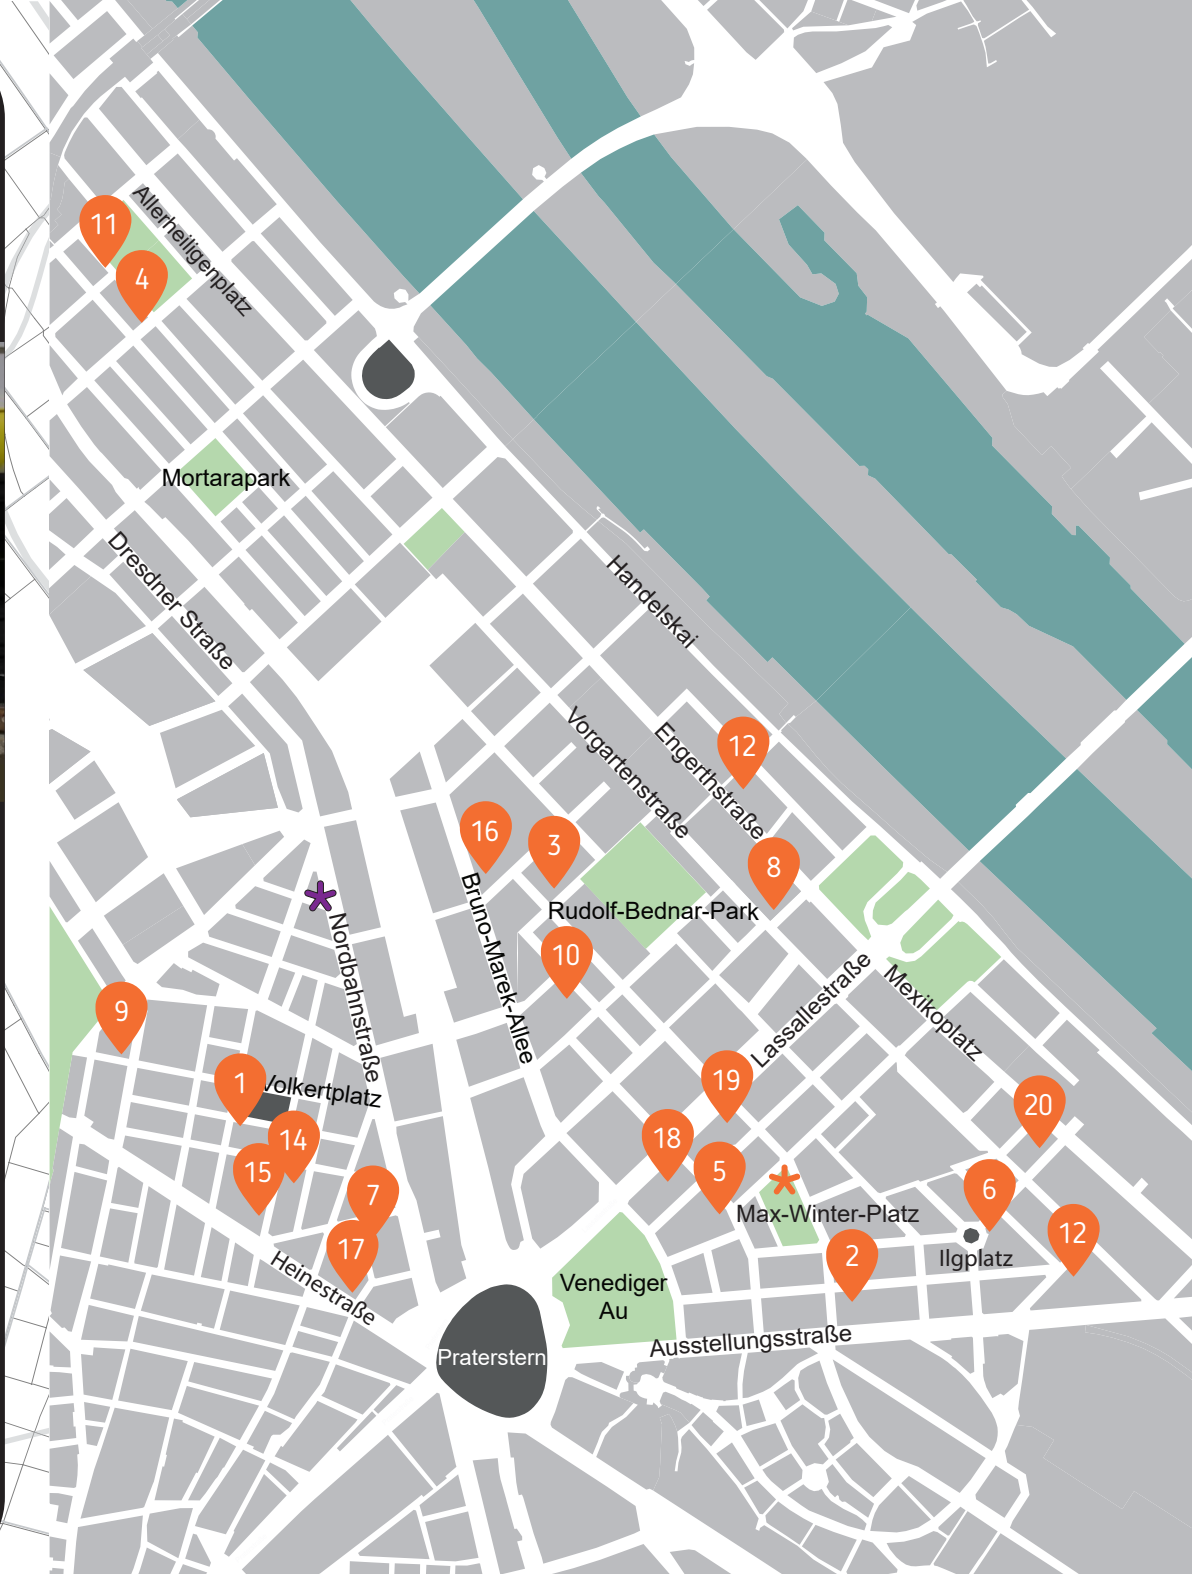 11
Allerheiligenplatz
4
Mortarapark
Dresdner Straße
Handelskai
Vorgartenstraße
Engerthstraße
12
16
3
8
Bruno-Marek-Allee
Rudolf-Bednar-Park
10
Nordbahnstraße
Lassallestraße
Mexikoplatz
9
1
Volkertplatz
19
20
14
18
15
5
7
6
Max-Winter-Platz
12
17
2
Ilgplatz
Heinestraße
Venediger
Au
Ausstellungsstraße
Praterstern